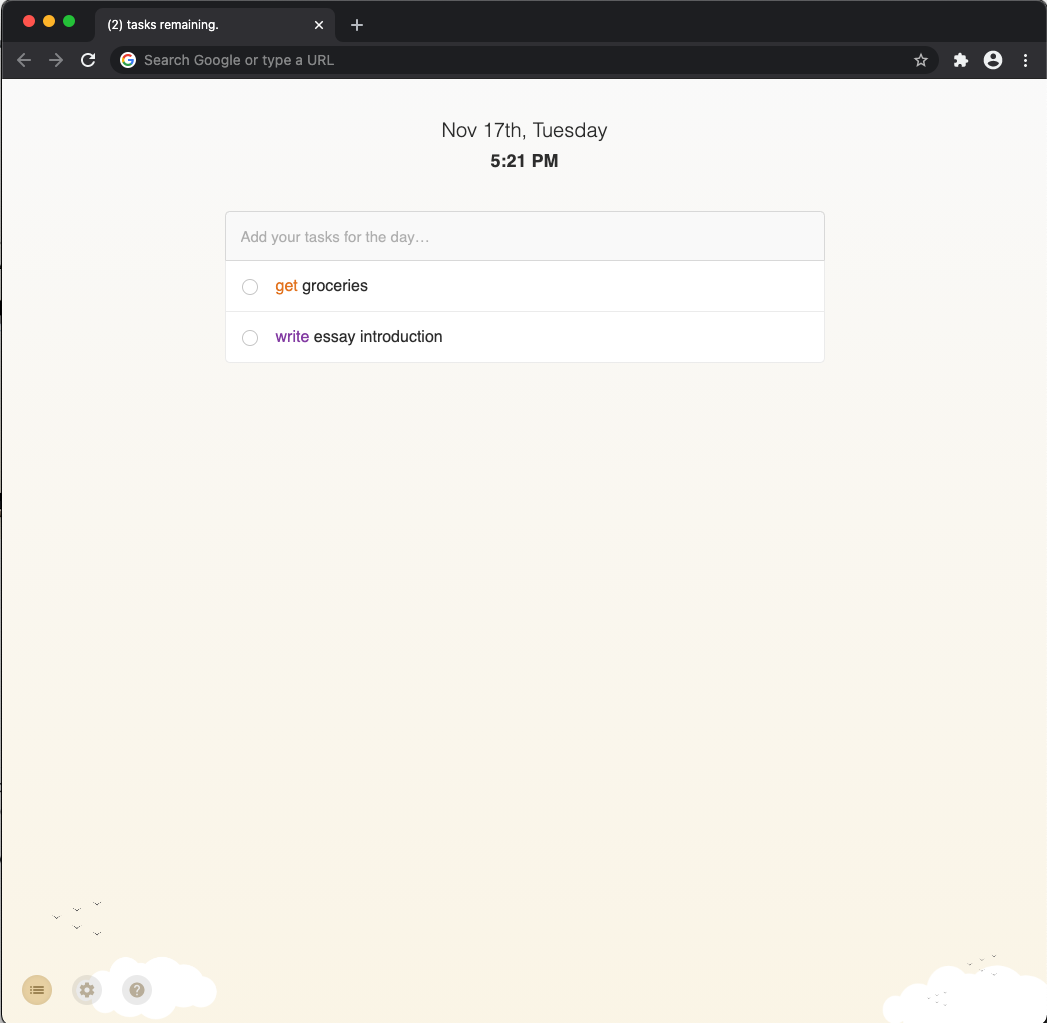 (2) tasks remaining.
Search Google or type a URL
Nov 17th, Tuesday
5:21 PM
Add your tasks for the day…
get groceries
write essay introduction